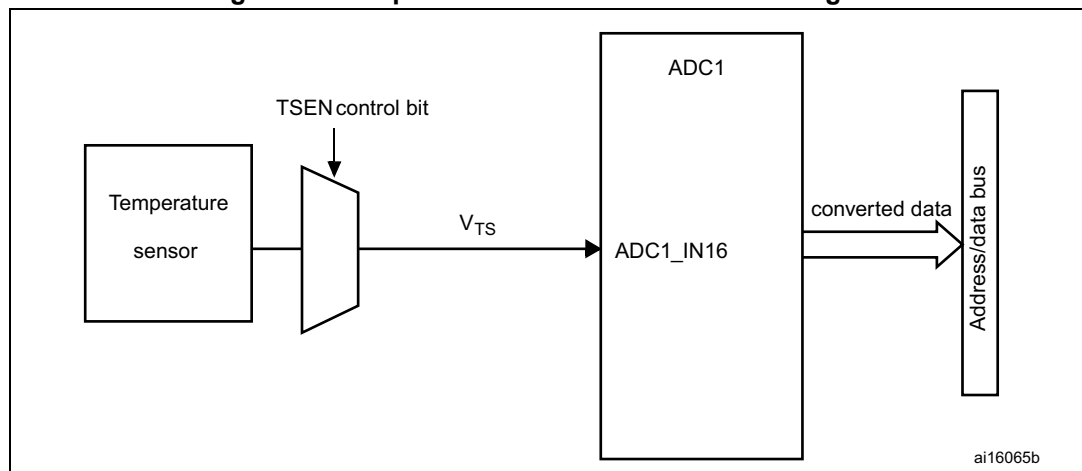 ADC1
TSEN control bit
Temperature
sensor
VTS
ADC1_IN16
converted data
Address/data bus
ai16065b